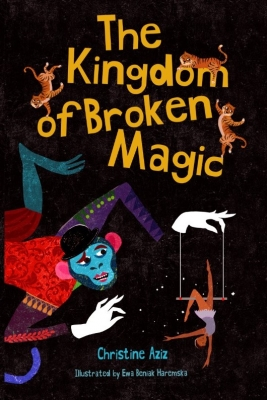 The
Kingdom
of Broken
Magic
Christine Aziz
Illustrated by Ewa Beniak Haremska